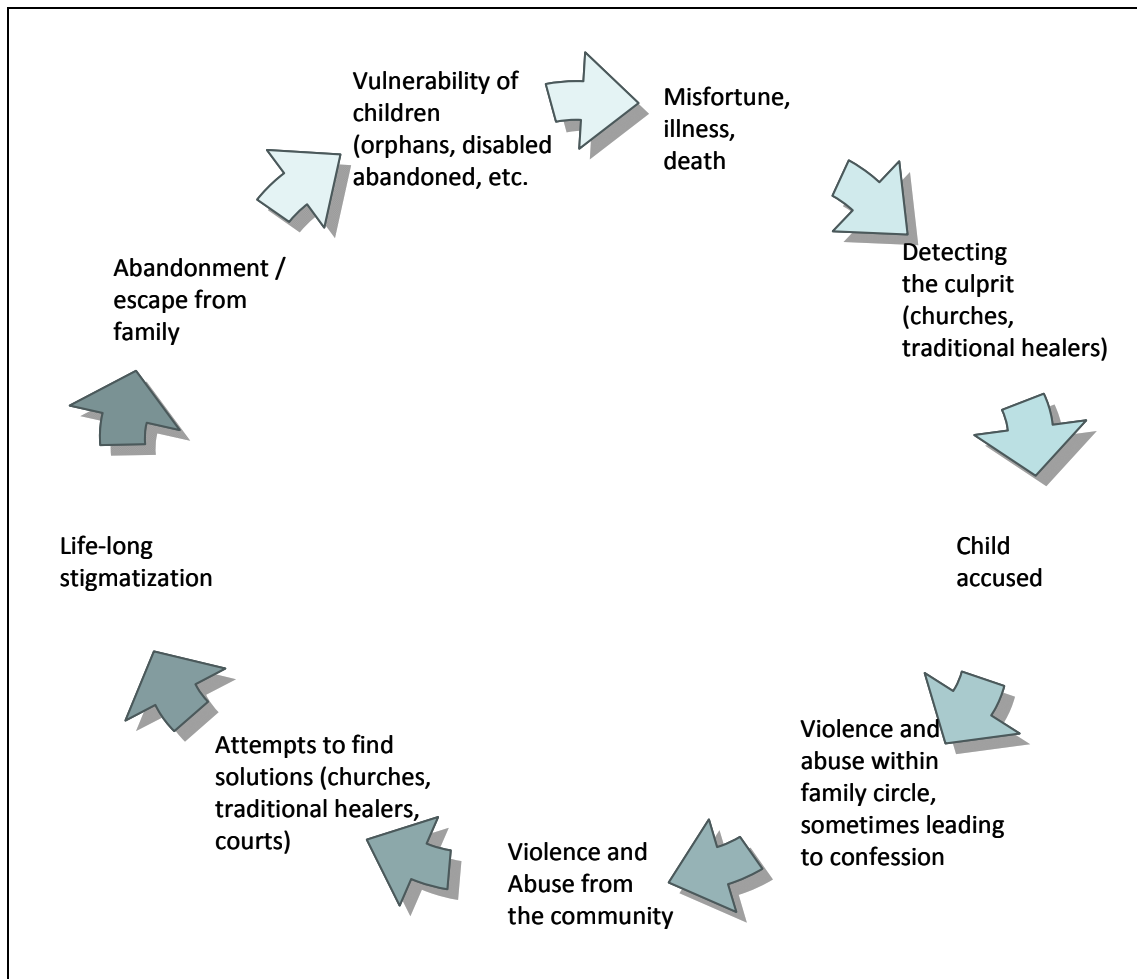 Vulnerability of
children
(orphans, disabled
abandoned, etc.
Misfortune,
illness,
death
Detecting
the culprit
(churches,
traditional healers)
Child
accused
Violence and
abuse within
family circle,
sometimes leading
to confession
Violence and
Abuse from
the community
Attempts to find
solutions (churches,
traditional healers,
courts)
Life-long
stigmatization
Abandonment /
escape from
family